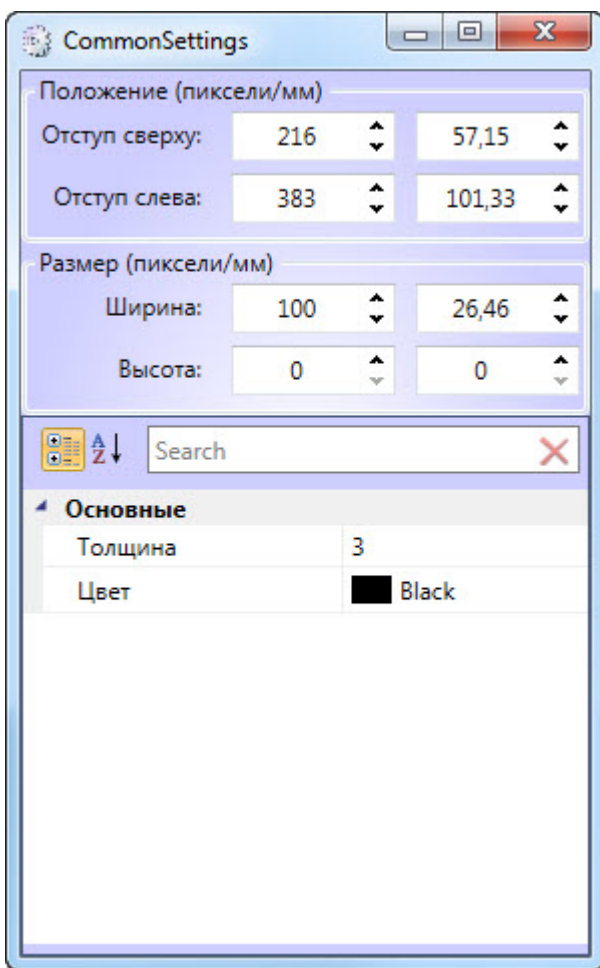 CommonSettings
Положение (пиксели/мм)
Отступ сверху: 216 57,15
Отступ слева: 383 101,33
Размер (пиксели/мм)
Ширина: 100 26,46
Высота: 0 0
A
Z Search
Основные
Толщина 3
Цвет Black